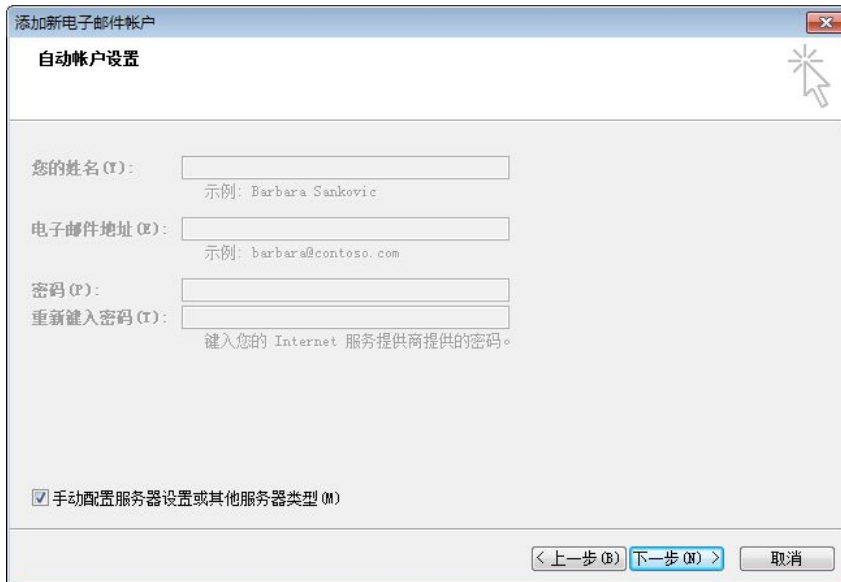 添加新电子邮件帐户
自动帐户设置
您的姓名(Y):
示例: Barbara Sankovic
电子邮件地址(E):
示例: barbara@contoso.com
密码(P):
重新键入密码(T):
键入您的 Internet 服务提供商提供的密码。
手动配置服务器设置或其他服务器类型(M)
< 上一步(B) 下一步(N) > 取消